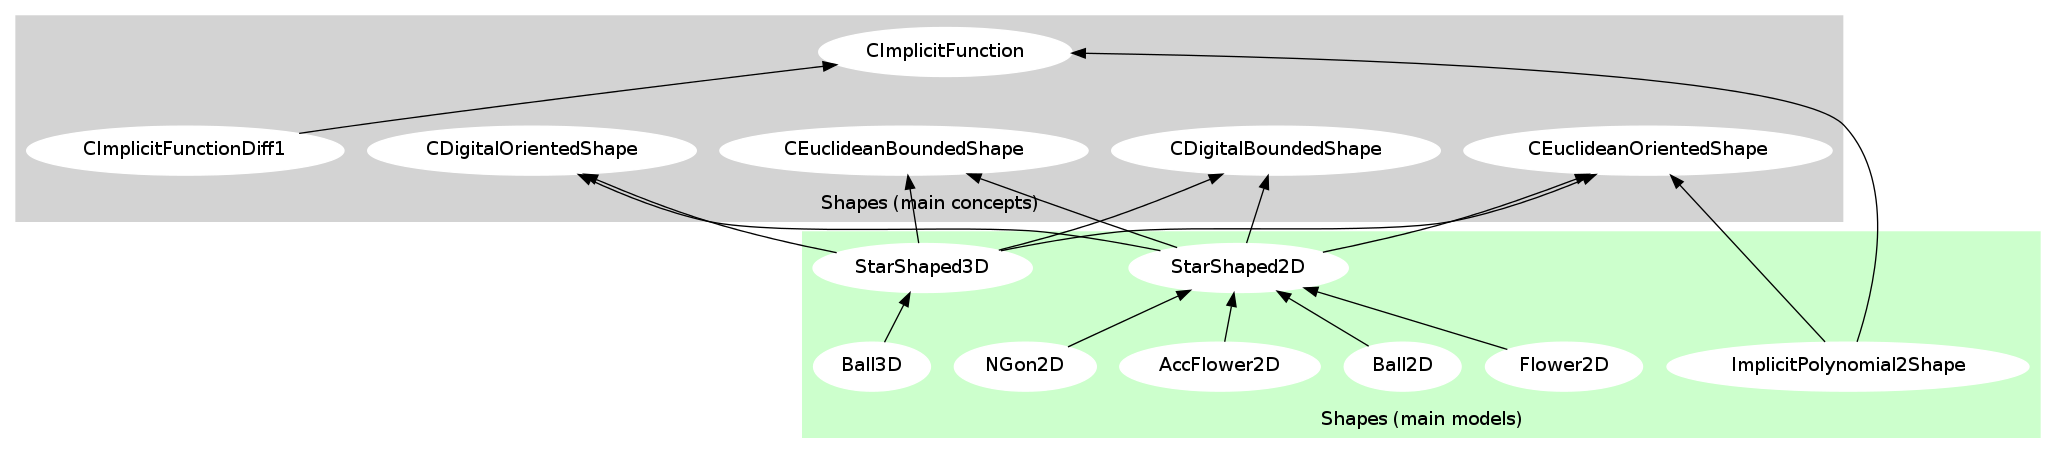 CImplicitFunction
CImplicitFunctionDiff1
CDigitalOrientedShape
CEuclideanBoundedShape
CDigitalBoundedShape
CEuclideanOrientedShape
Shapes (main concepts)
StarShaped3D
StarShaped2D
Ball3D
NGon2D
AccFlower2D
Ball2D
Flower2D
ImplicitPolynomial2Shape
Shapes (main models)